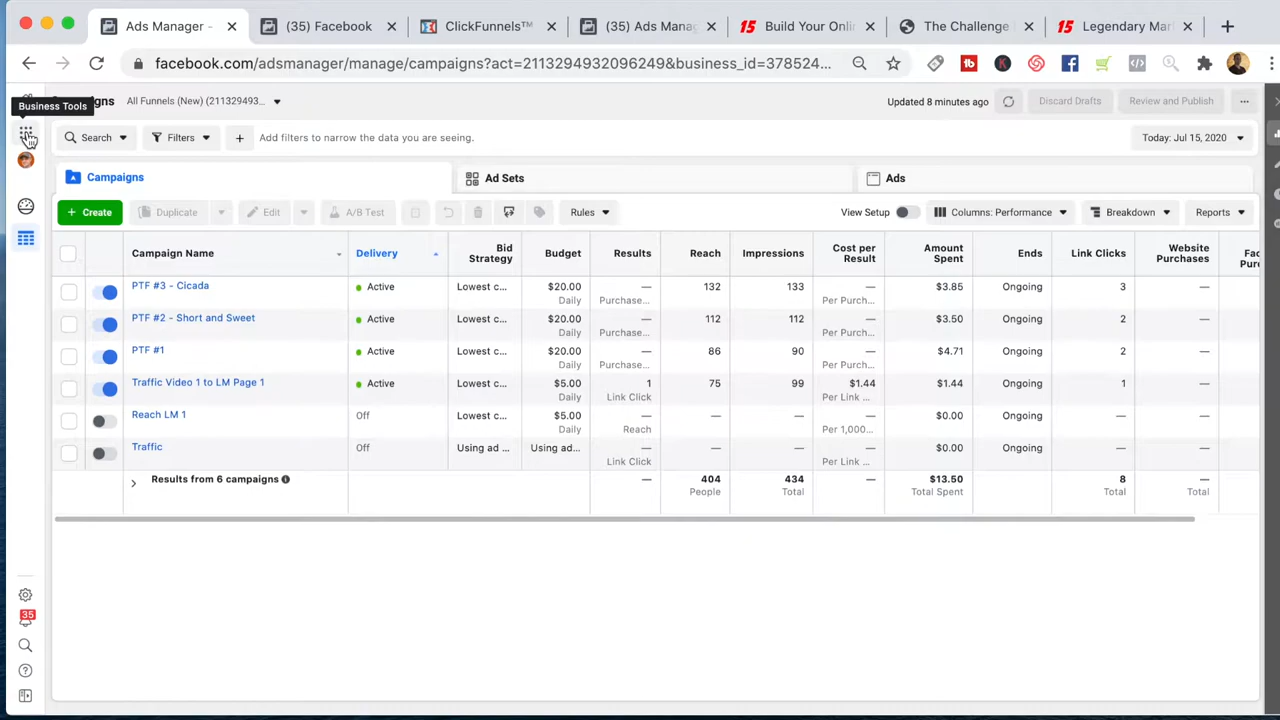 Ads Manager -
(35) Facebook
ClickFunnels™
(35) Ads Mana
15 Build Your Onli
The Challenge
15 Legendary Mar
facebook.com/adsmanager/manage/campaigns?act=2113294932096249&business_id=378524...
Business Tools
All Funnels (New) (211329493...
Updated 8 minutes ago
Discard Drafts
Review and Publish
Search
Filters
Add filters to narrow the data you are seeing.
Today: Jul 15, 2020
Campaigns
Ad Sets
Ads
+ Create
Duplicate
Edit
A/B Test
Rules
View Setup
Columns: Performance
Breakdown
Reports
Campaign Name Delivery Bid Strategy Budget Results Reach Impressions Cost per Result Amount Spent Ends Link Clicks Website Purchases
PTF #3 - Cicada Active Lowest c... $20.00 — 132 133 — $3.85 Ongoing 3 —
Daily Purchase... Per Purch...
PTF #2 - Short and Sweet Active Lowest c... $20.00 — 112 112 — $3.50 Ongoing 2 —
Daily Purchase... Per Purch...
PTF #1 Active Lowest c... $20.00 — 86 90 — $4.71 Ongoing 2 —
Daily Purchase... Per Purch...
Traffic Video 1 to LM Page 1 Active Lowest c... $5.00 1 75 99 $1.44 $1.44 Ongoing 1 —
Daily Link Click Per Link ...
Reach LM 1 Off Lowest c... $5.00 — — — — $0.00 Ongoing — —
Daily Reach Per 1,000...
Traffic Off Using ad ... Using ad... — — — — $0.00 Ongoing — —
Link Click Per Link ...
Results from 6 campaigns — 404 434 — $13.50 8 —
People Total Total Spent Total Total
35